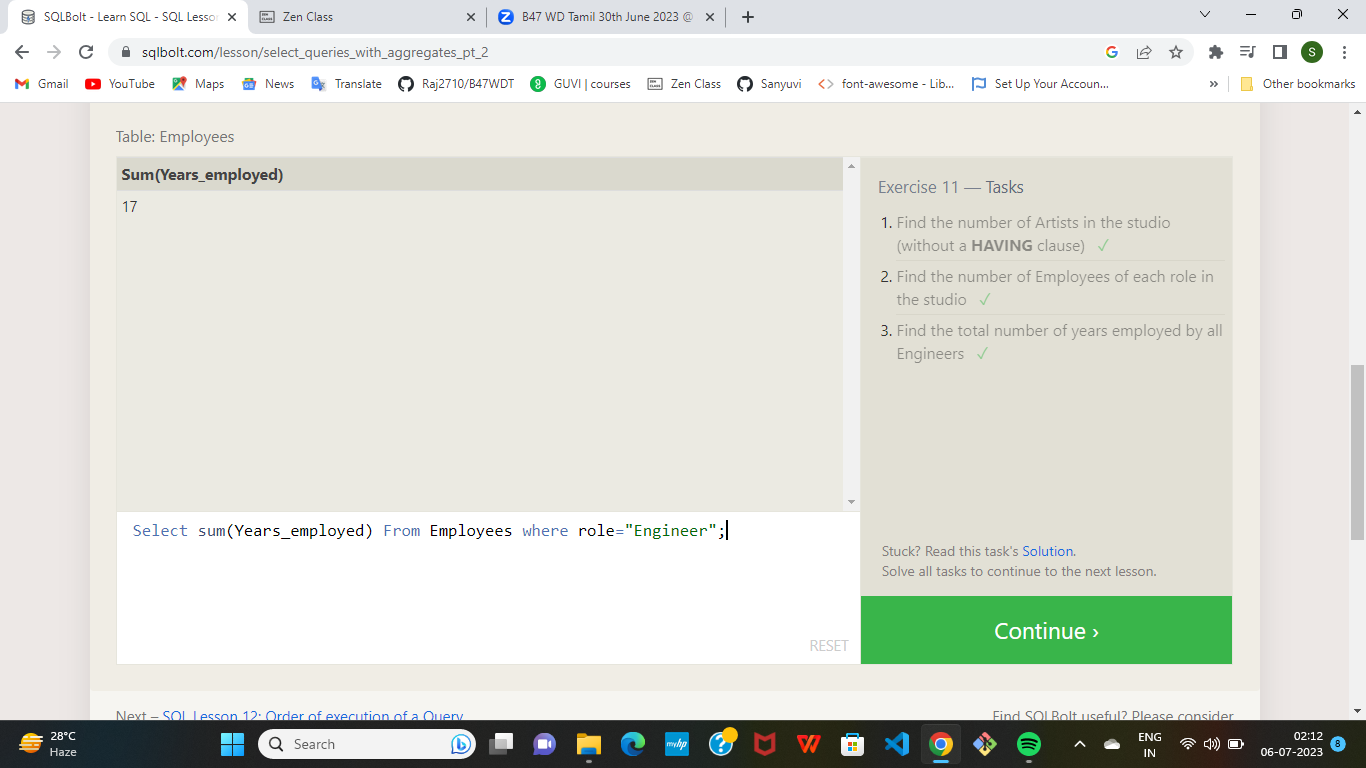 SQLBolt - Learn SQL - SQL Lesson
Zen Class
B47 WD Tamil 30th June 2023 @
sqlbolt.com/lesson/select_queries_with_aggregates_pt_2
S
Gmail
YouTube
Maps
News
Translate
Raj2710/B47WDT
GUVI | courses
Zen Class
Sanyuvi
font-awesome - Lib...
Set Up Your Accoun...
»
Other bookmarks
Table: Employees
Sum(Years_employed)
17
Select sum(Years_employed) From Employees where role="Engineer";
RESET
Exercise 11 — Tasks
1. Find the number of Artists in the studio
(without a HAVING clause) ✓
2. Find the number of Employees of each role in
the studio ✓
3. Find the total number of years employed by all
Engineers ✓
Stuck? Read this task's Solution.
Solve all tasks to continue to the next lesson.
Continue ›
Next – SQL Lesson 12: Order of execution of a Query
Find SQLBolt useful? Please consider
28°C
Haze
Search
myhp
ENG
IN
02:12
06-07-2023
8